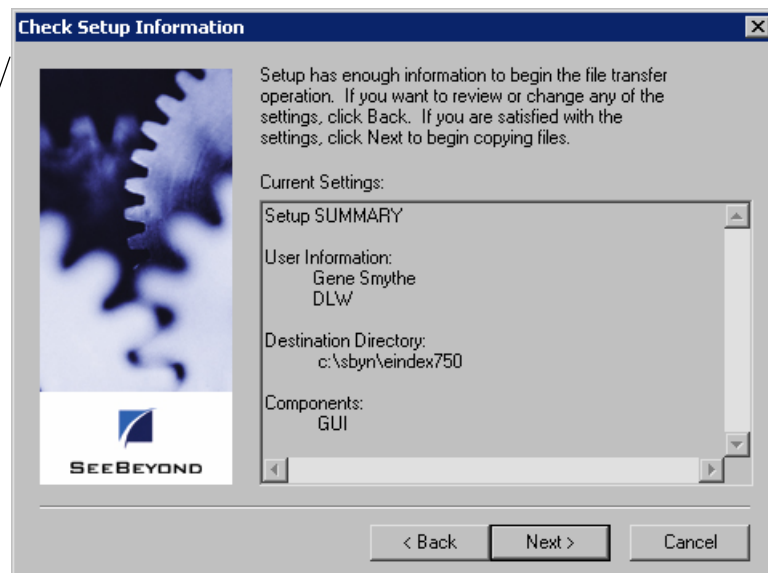 Check Setup Information
Setup has enough information to begin the file transfer
operation. If you want to review or change any of the
settings, click Back. If you are satisfied with the
settings, click Next to begin copying files.
Current Settings:
Setup SUMMARY
User Information:
Gene Smythe
DLW
Destination Directory:
c:\sbyn\eindex750
Components:
GUI
SEEBEYOND
< Back
Next >
Cancel